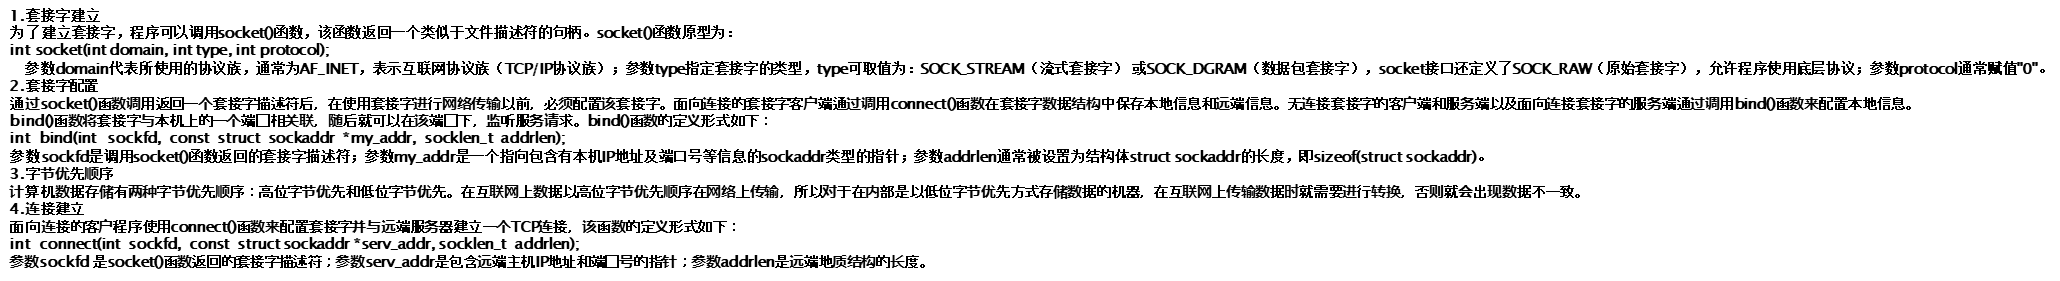 1.套接字建立
为了建立套接字，程序可以调用socket()函数，该函数返回一个类似于文件描述符的句柄。socket()函数原型为：
int socket(int domain, int type, int protocol);
参数domain代表所使用的协议族，通常为AF_INET，表示互联网协议族（TCP/IP协议族）；参数type指定套接字的类型，type可取值为：SOCK_STREAM（流式套接字） 或SOCK_DGRAM（数据包套接字），socket接口还定义了SOCK_RAW（原始套接字），允许程序使用底层协议；参数protocol通常赋值"0"。
2.套接字配置
通过socket()函数调用返回一个套接字描述符后，在使用套接字进行网络传输以前，必须配置该套接字。面向连接的套接字客户端通过调用connect()函数在套接字数据结构中保存本地信息和远端信息。无连接套接字的客户端和服务端以及面向连接套接字的服务端通过调用bind()函数来配置本地信息。
bind()函数将套接字与本机上的一个端口相关联，随后就可以在该端口下，监听服务请求。bind()函数的定义形式如下：
int bind(int sockfd, const struct sockaddr *my_addr, socklen_t addrlen);
参数sockfd是调用socket()函数返回的套接字描述符；参数my_addr是一个指向包含有本机IP地址及端口号等信息的sockaddr类型的指针；参数addrlen通常被设置为结构体struct sockaddr的长度，即sizeof(struct sockaddr)。
3.字节优先顺序
计算机数据存储有两种字节优先顺序：高位字节优先和低位字节优先。在互联网上数据以高位字节优先顺序在网络上传输，所以对于在内部是以低位字节优先方式存储数据的机器，在互联网上传输数据时就需要进行转换，否则就会出现数据不一致。
4.连接建立
面向连接的客户程序使用connect()函数来配置套接字并与远端服务器建立一个TCP连接，该函数的定义形式如下：
int connect(int sockfd, const struct sockaddr *serv_addr, socklen_t addrlen);
参数sockfd 是socket()函数返回的套接字描述符；参数serv_addr是包含远端主机IP地址和端口号的指针；参数addrlen是远端地质结构的长度。